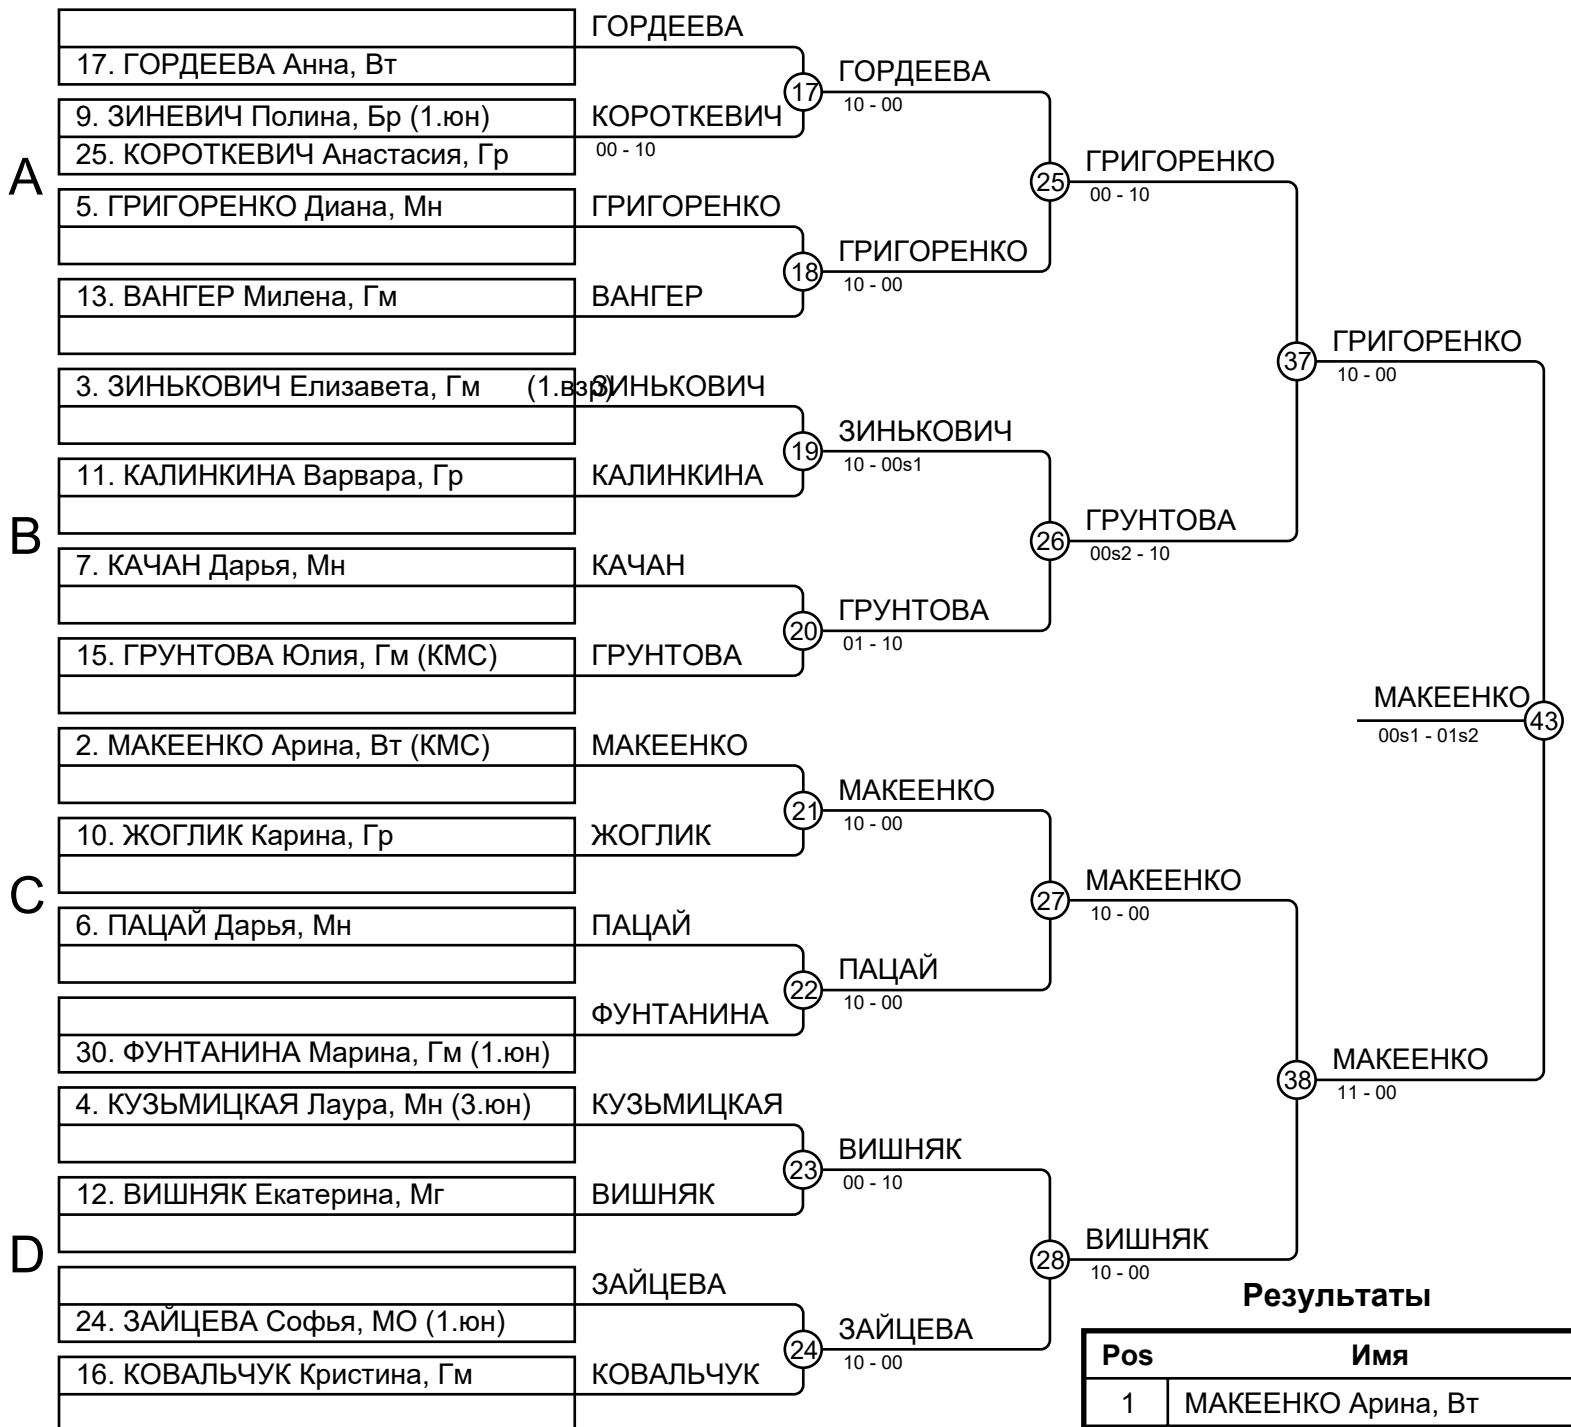 ГОРДЕЕВА
17. ГОРДЕЕВА Анна, Вт
17
ГОРДЕЕВА
10 - 00
9. ЗИНЕВИЧ Полина, Бр (1.юн)
КОРОТКЕВИЧ
00 - 10
25. КОРОТКЕВИЧ Анастасия, Гр
A
25
ГРИГОРЕНКО
00 - 10
5. ГРИГОРЕНКО Диана, Мн
ГРИГОРЕНКО
18
ГРИГОРЕНКО
10 - 00
13. ВАНГЕР Милена, Гм
ВАНГЕР
37
ГРИГОРЕНКО
10 - 00
3. ЗИНЬКОВИЧ Елизавета, Гм (1.взр)
ЗИНЬКОВИЧ
19
ЗИНЬКОВИЧ
10 - 00s1
11. КАЛИНКИНА Варвара, Гр
КАЛИНКИНА
B
26
ГРУНТОВА
00s2 - 10
7. КАЧАН Дарья, Мн
КАЧАН
20
ГРУНТОВА
01 - 10
15. ГРУНТОВА Юлия, Гм (КМС)
ГРУНТОВА
МАКЕЕНКО
43
00s1 - 01s2
2. МАКЕЕНКО Арина, Вт (КМС)
МАКЕЕНКО
21
МАКЕЕНКО
10 - 00
10. ЖОГЛИК Карина, Гр
ЖОГЛИК
C
27
МАКЕЕНКО
10 - 00
6. ПАЦАЙ Дарья, Мн
ПАЦАЙ
22
ПАЦАЙ
10 - 00
ФУНТАНИНА
30. ФУНТАНИНА Марина, Гм (1.юн)
38
МАКЕЕНКО
11 - 00
4. КУЗЬМИЦКАЯ Лаура, Мн (3.юн)
КУЗЬМИЦКАЯ
23
ВИШНЯК
00 - 10
12. ВИШНЯК Екатерина, Мг
ВИШНЯК
D
28
ВИШНЯК
10 - 00
ЗАЙЦЕВА
24. ЗАЙЦЕВА Софья, МО (1.юн)
24
ЗАЙЦЕВА
10 - 00
16. КОВАЛЬЧУК Кристина, Гм
КОВАЛЬЧУК
Результаты
Pos Имя
1 МАКЕЕНКО Арина, Вт